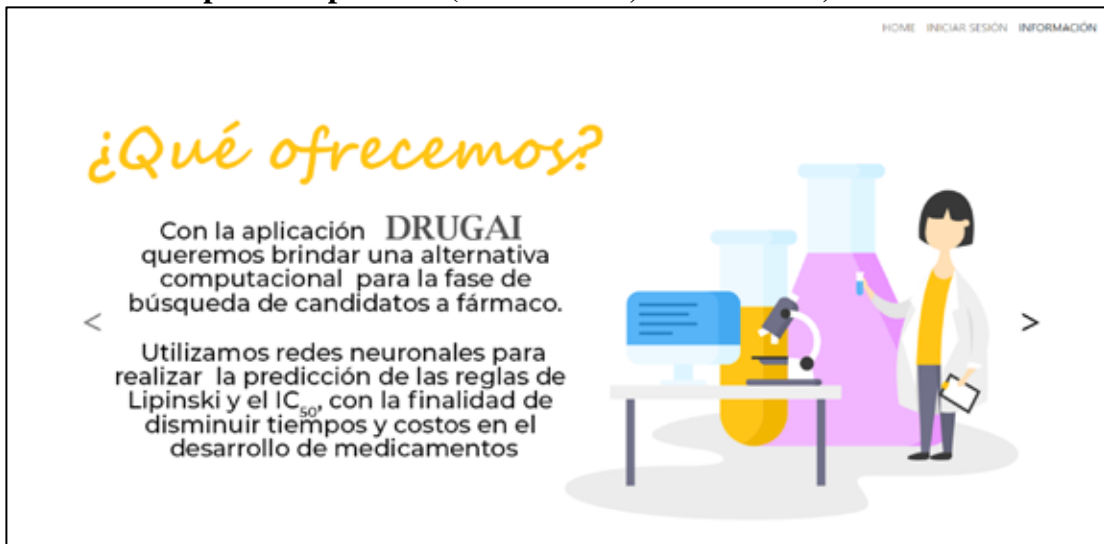 HOME INICIAR SESIÓN INFORMACIÓN
¿Qué ofrecemos?
Con la aplicación DRUGAI
queremos brindar una alternativa
computacional para la fase de
búsqueda de candidatos a fármaco.
<
>
Utilizamos redes neuronales para
realizar la predicción de las reglas de
Lipinski y el IC₅₀, con la finalidad de
disminuir tiempos y costos en el
desarrollo de medicamentos